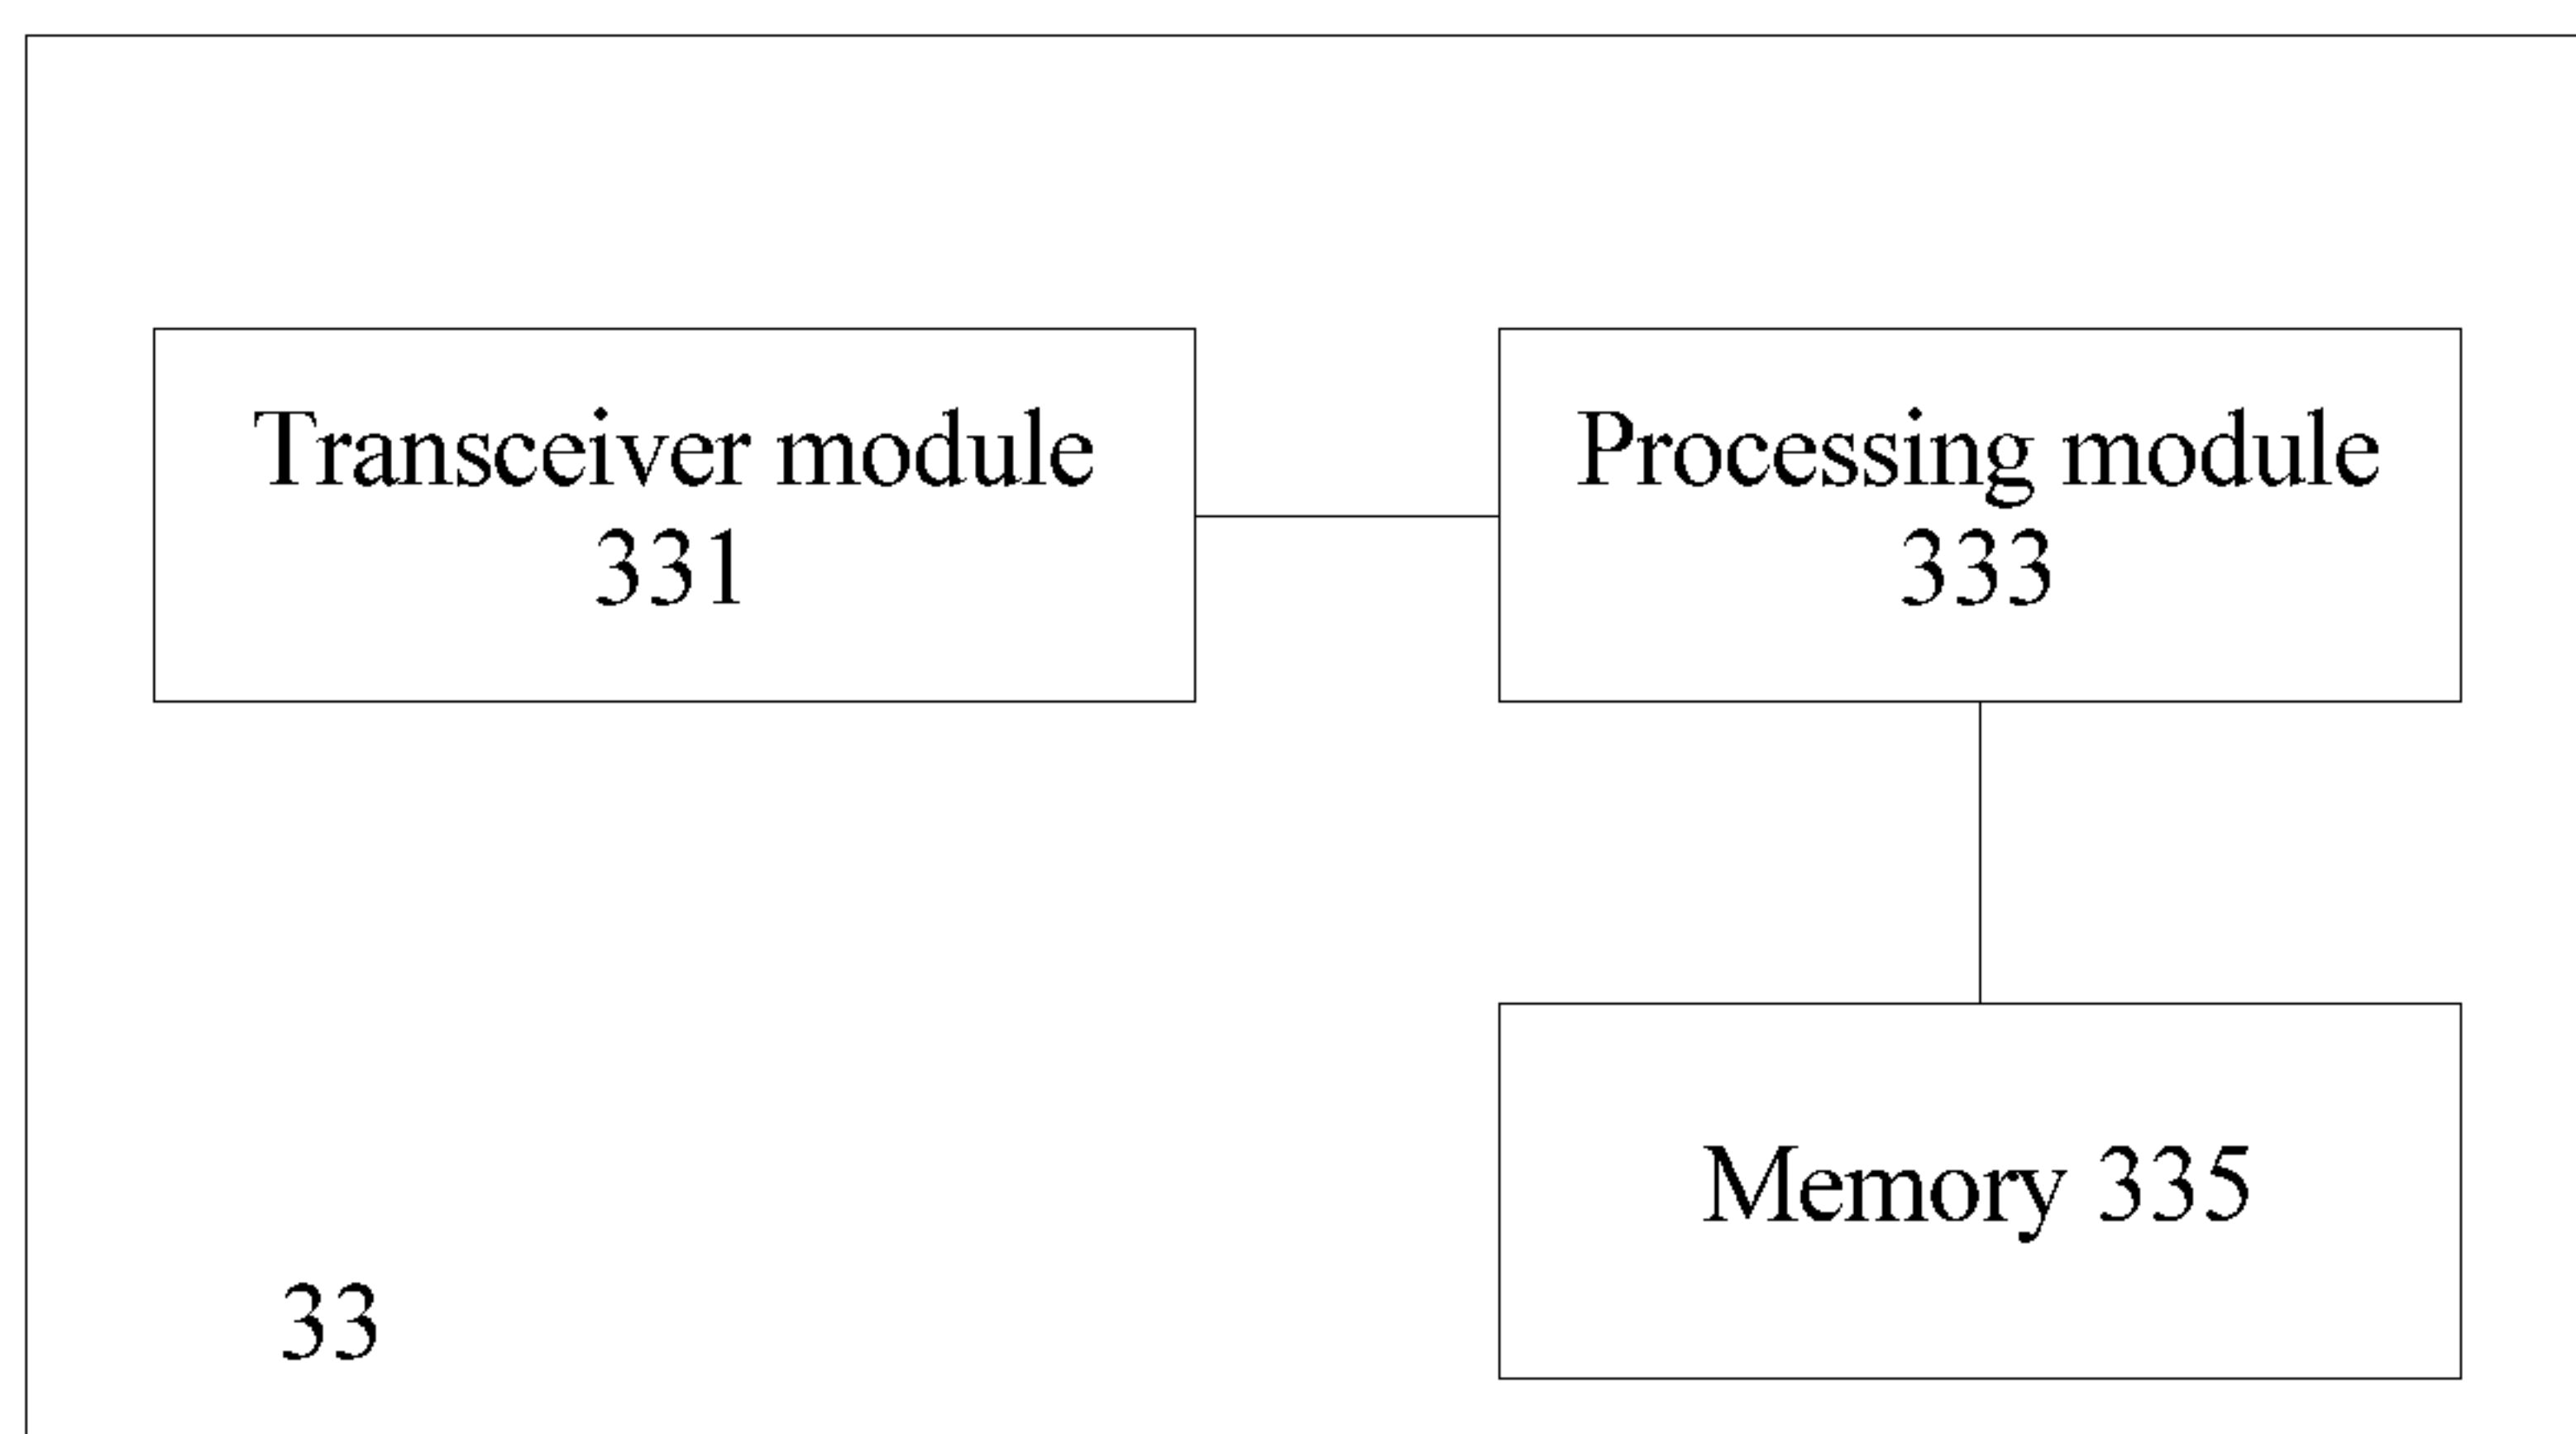 Transceiver module
331
Processing module
333
Memory 335
33